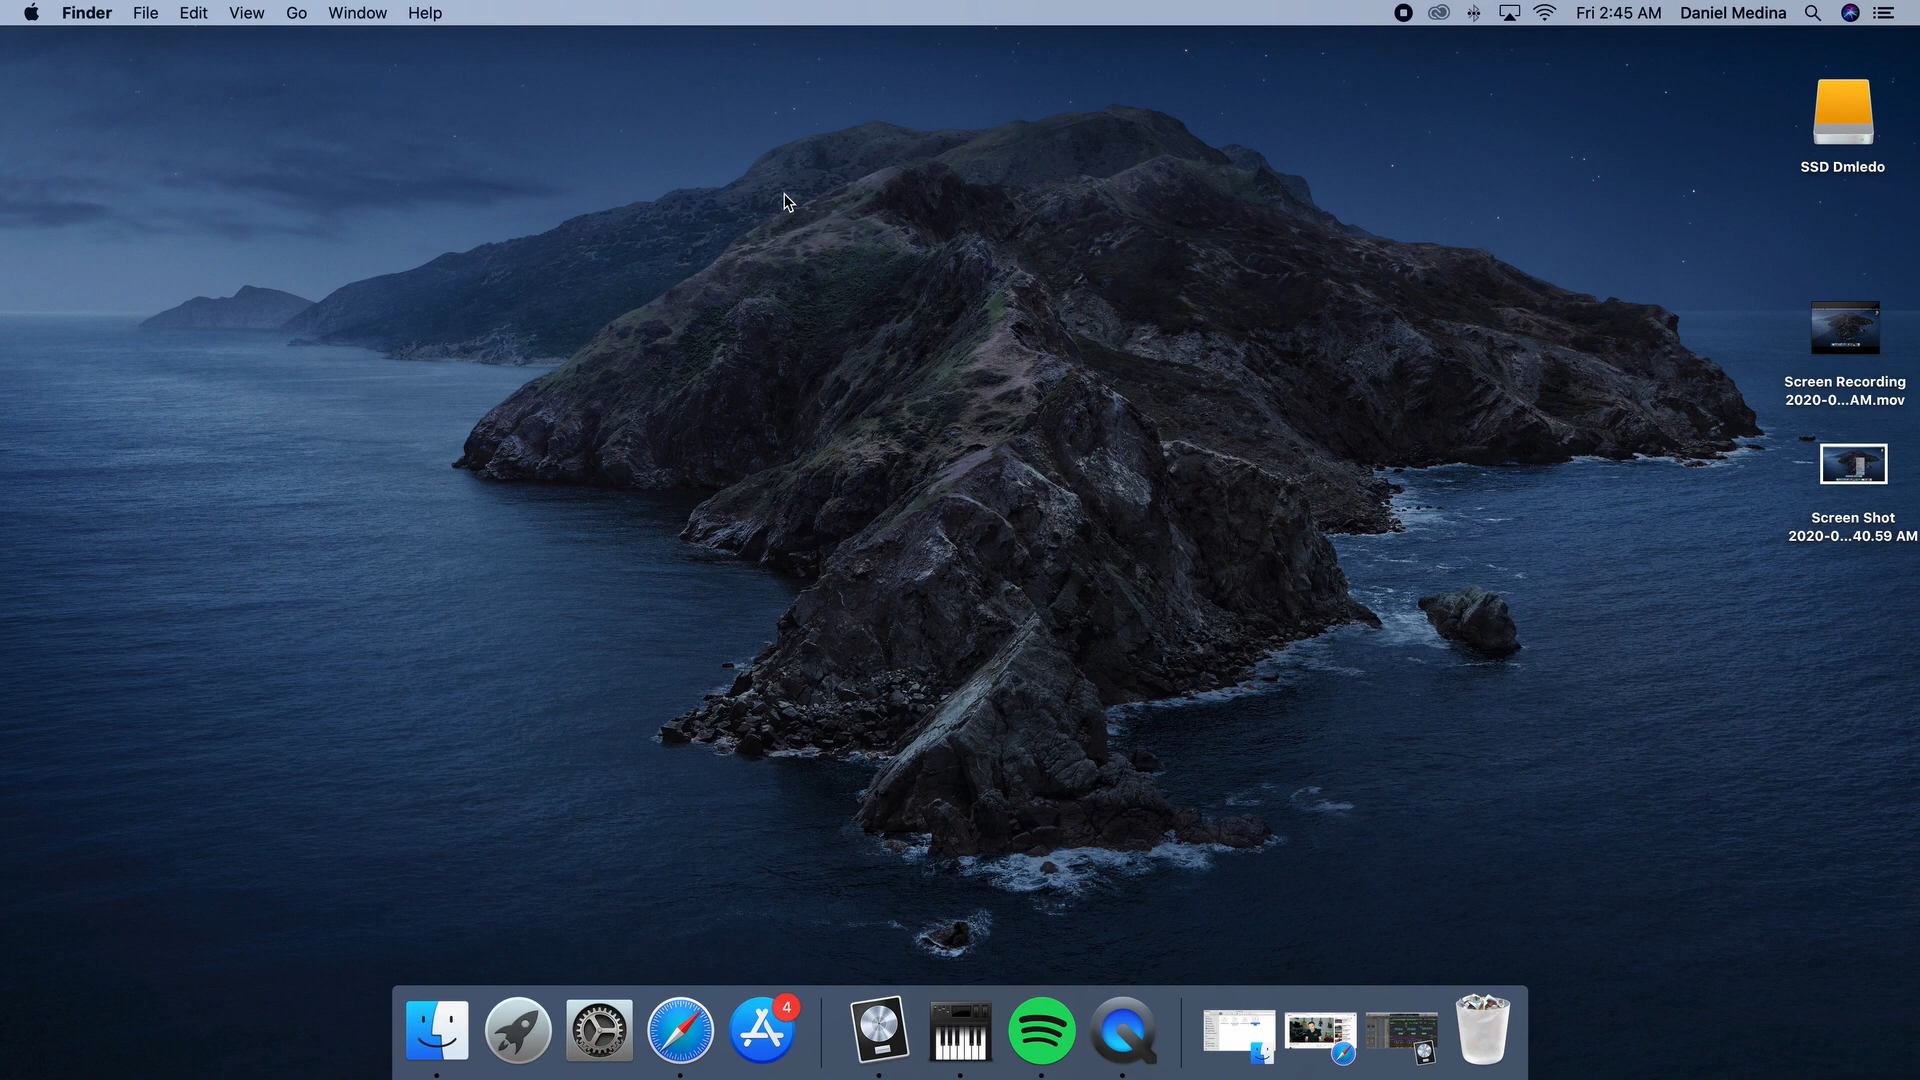 Finder File Edit View Go Window Help Fri 2:45 AM Daniel Medina
SSD Dmledo
Screen Recording
2020-0...AM.mov
Screen Shot
2020-0...40.59 AM
4